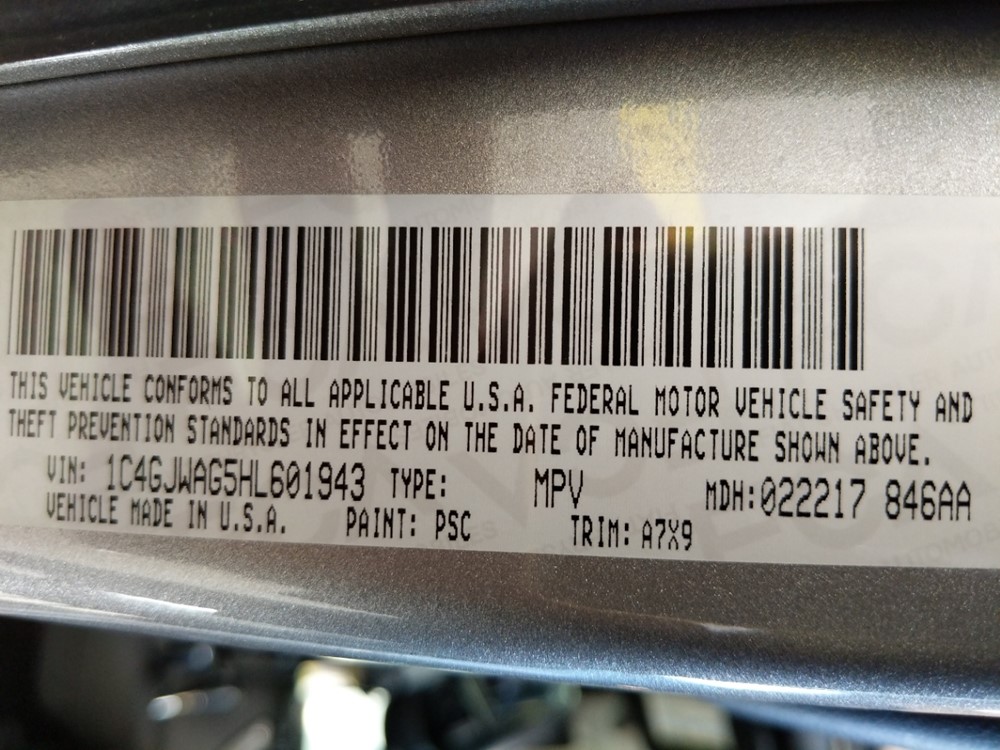 THIS VEHICLE CONFORMS TO ALL APPLICABLE U.S.A. FEDERAL MOTOR VEHICLE SAFETY AND
THEFT PREVENTION STANDARDS IN EFFECT ON THE DATE OF MANUFACTURE SHOWN ABOVE.
VIN: 1C4GJWAG5HL601943 TYPE: MPV MDH:022217 846AA
VEHICLE MADE IN U.S.A. PAINT: PSC TRIM: A7X9